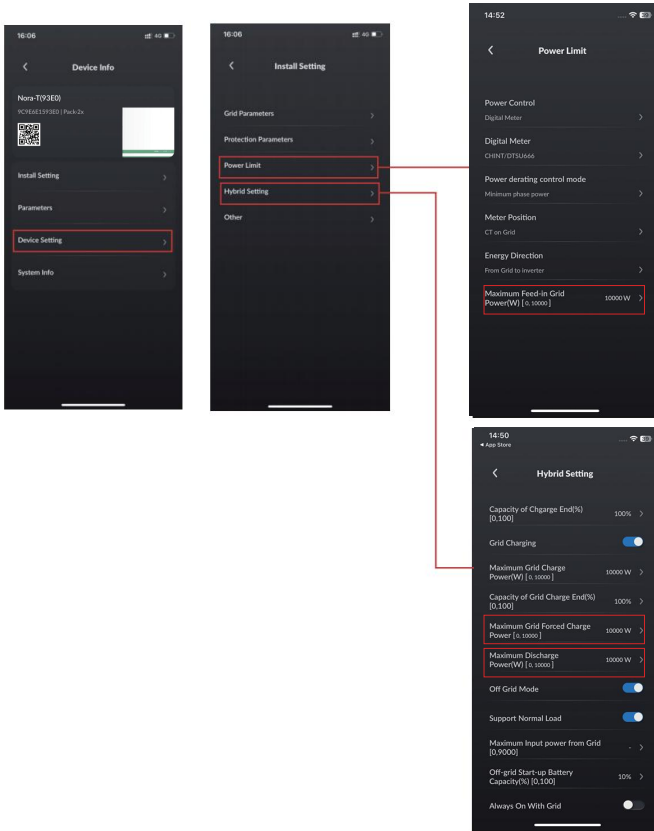 16:06
4G
Device Info
Nora-T(93E0)
9C9E6E1593E0 | Pack-2x
Install Setting
Parameters
Device Setting
System Info
16:06
4G
Install Setting
Grid Parameters
Protection Parameters
Power Limit
Hybrid Setting
Other
14:52
Power Limit
Power Control
Digital Meter
Digital Meter
CHINT/DTSU666
Power derating control mode
Minimum phase power
Meter Position
CT on Grid
Energy Direction
From Grid to Inverter
Maximum Feed-in Grid
Power(W) [ 0, 10000 ]
10000 W
14:50
App Store
Hybrid Setting
Capacity of Chgarge End(%)
[0,100]
100%
Grid Charging
Maximum Grid Charge
Power(W) [ 0, 10000 ]
10000 W
Capacity of Grid Charge End(%)
[0,100]
100%
Maximum Grid Forced Charge
Power [ 0, 10000 ]
10000 W
Maximum Discharge
Power(W) [ 0, 10000 ]
10000 W
Off Grid Mode
Support Normal Load
Maximum Input power from Grid
[0,9000]
-
Off-grid Start-up Battery
Capacity(%) [0,100]
10%
Always On With Grid